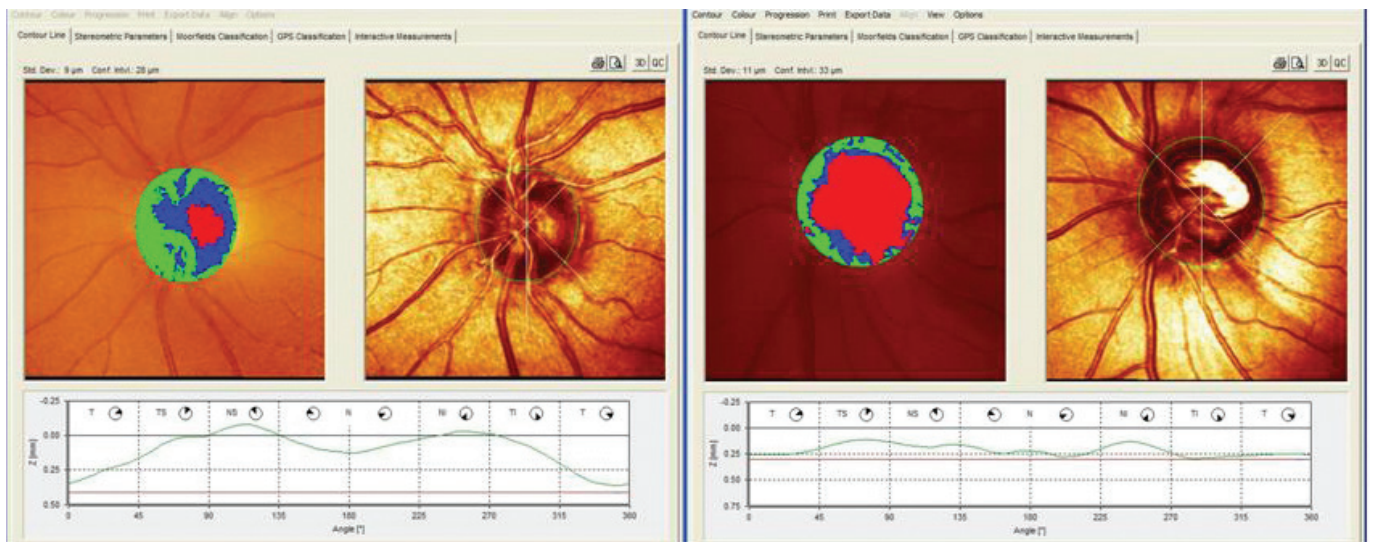 Contour Colour Progression Print Export Data Align Options
Contour Line Stereometric Parameters Moorfields Classification GPS Classification Interactive Measurements
3D QC
Std. Dev.: 9 µm Conf. Intvl.: 28 µm
-0.25
T TS NS N NI TI T
0.00
Z [mm]
0.25
0.50
0 45 90 135 180 225 270 315 360
Angle [°]
Contour Colour Progression Print Export Data Align View Options
Contour Line Stereometric Parameters Moorfields Classification GPS Classification Interactive Measurements
3D QC
Std. Dev.: 11 µm Conf. Intvl.: 33 µm
-0.25
T TS NS N NI TI T
0.00
Z [mm]
0.25
0.50
0.75
0 45 90 135 180 225 270 315 360
Angle [°]